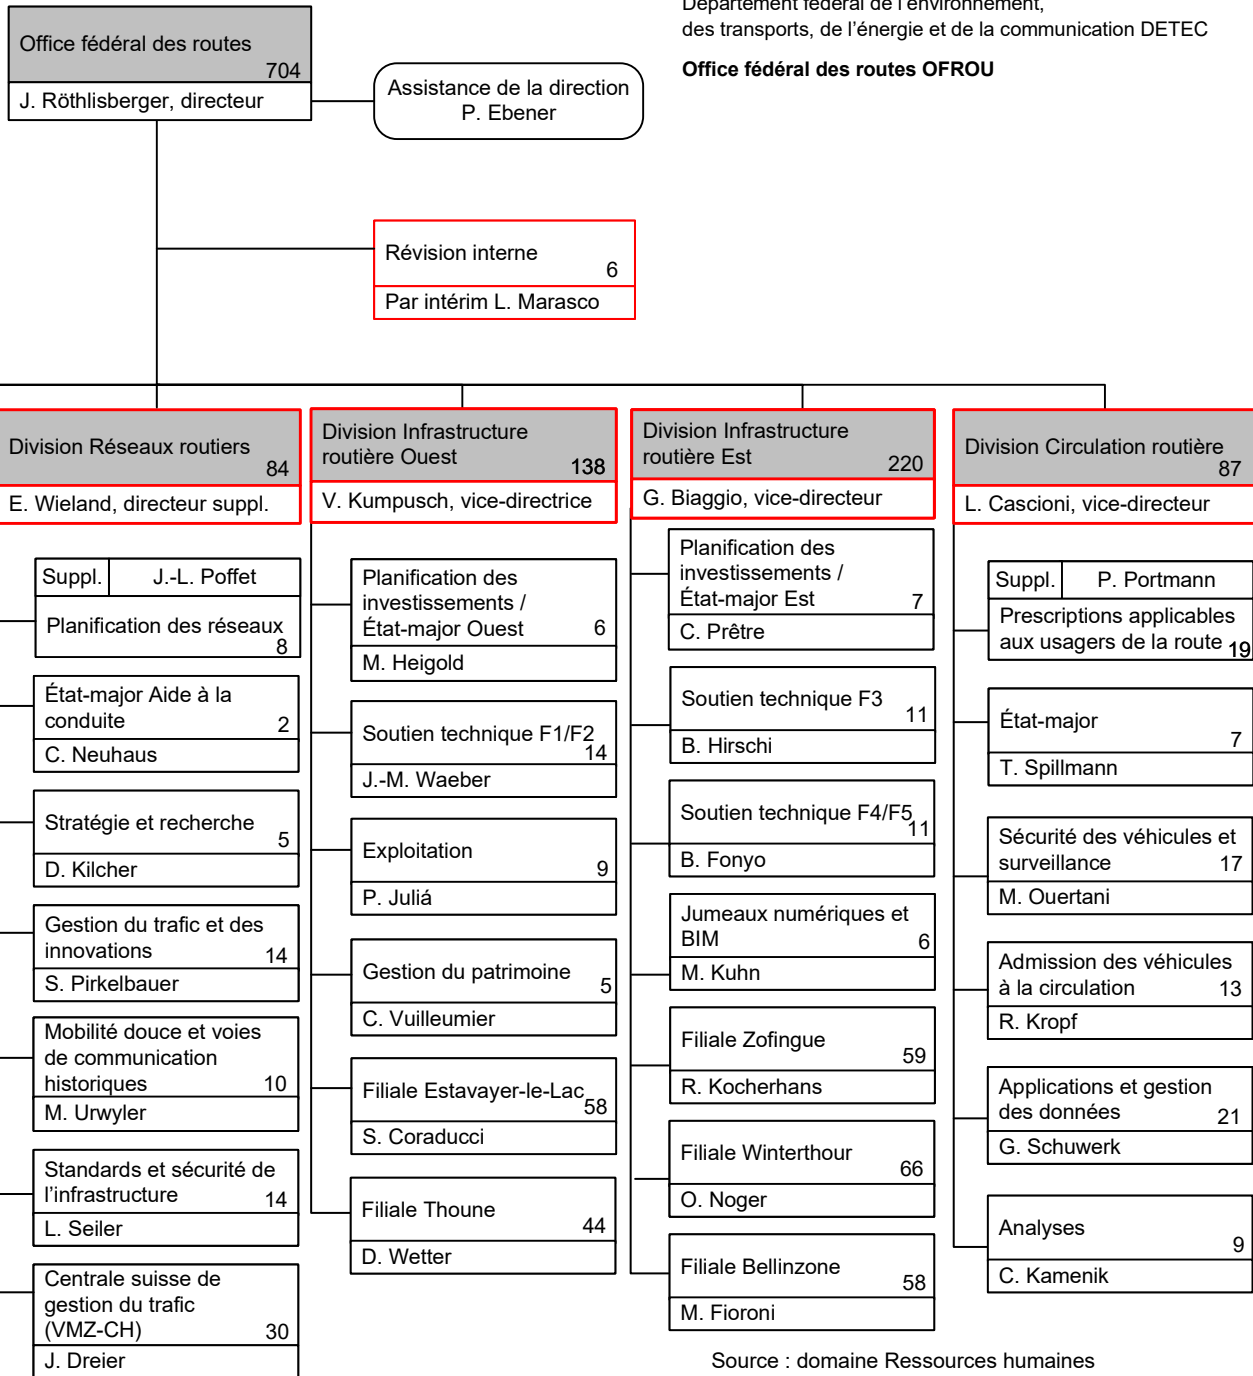 Département fédéral de l'environnement,
des transports, de l'énergie et de la communication DETEC
Office fédéral des routes OFROU
Office fédéral des routes
704
J. Röthlisberger, directeur
Assistance de la direction
P. Ebener
Révision interne
6
Par intérim L. Marasco
Division Réseaux routiers
84
E. Wieland, directeur suppl.
Suppl. J.-L. Poffet
Planification des réseaux
8
État-major Aide à la
conduite 2
C. Neuhaus
Stratégie et recherche
5
D. Kilcher
Gestion du trafic et des
innovations 14
S. Pirkelbauer
Mobilité douce et voies
de communication
historiques 10
M. Urwyler
Standards et sécurité de
l'infrastructure 14
L. Seiler
Centrale suisse de
gestion du trafic
(VMZ-CH) 30
J. Dreier
Division Infrastructure
routière Ouest 138
V. Kumpusch, vice-directrice
Planification des
investissements /
État-major Ouest 6
M. Heigold
Soutien technique F1/F2
14
J.-M. Waeber
Exploitation
9
P. Juliá
Gestion du patrimoine
5
C. Vuilleumier
Filiale Estavayer-le-Lac
58
S. Coraducci
Filiale Thoune
44
D. Wetter
Division Infrastructure
routière Est 220
G. Biaggio, vice-directeur
Planification des
investissements /
État-major Est 7
C. Prêtre
Soutien technique F3
11
B. Hirschi
Soutien technique F4/F5
11
B. Fonyo
Jumeaux numériques et
BIM 6
M. Kuhn
Filiale Zofingue
59
R. Kocherhans
Filiale Winterthour
66
O. Noger
Filiale Bellinzone
58
M. Fioroni
Division Circulation routière
87
L. Cascioni, vice-directeur
Suppl. P. Portmann
Prescriptions applicables
aux usagers de la route 19
État-major
7
T. Spillmann
Sécurité des véhicules et
surveillance 17
M. Ouertani
Admission des véhicules
à la circulation 13
R. Kropf
Applications et gestion
des données 21
G. Schuwerk
Analyses
9
C. Kamenik
Source : domaine Ressources humaines